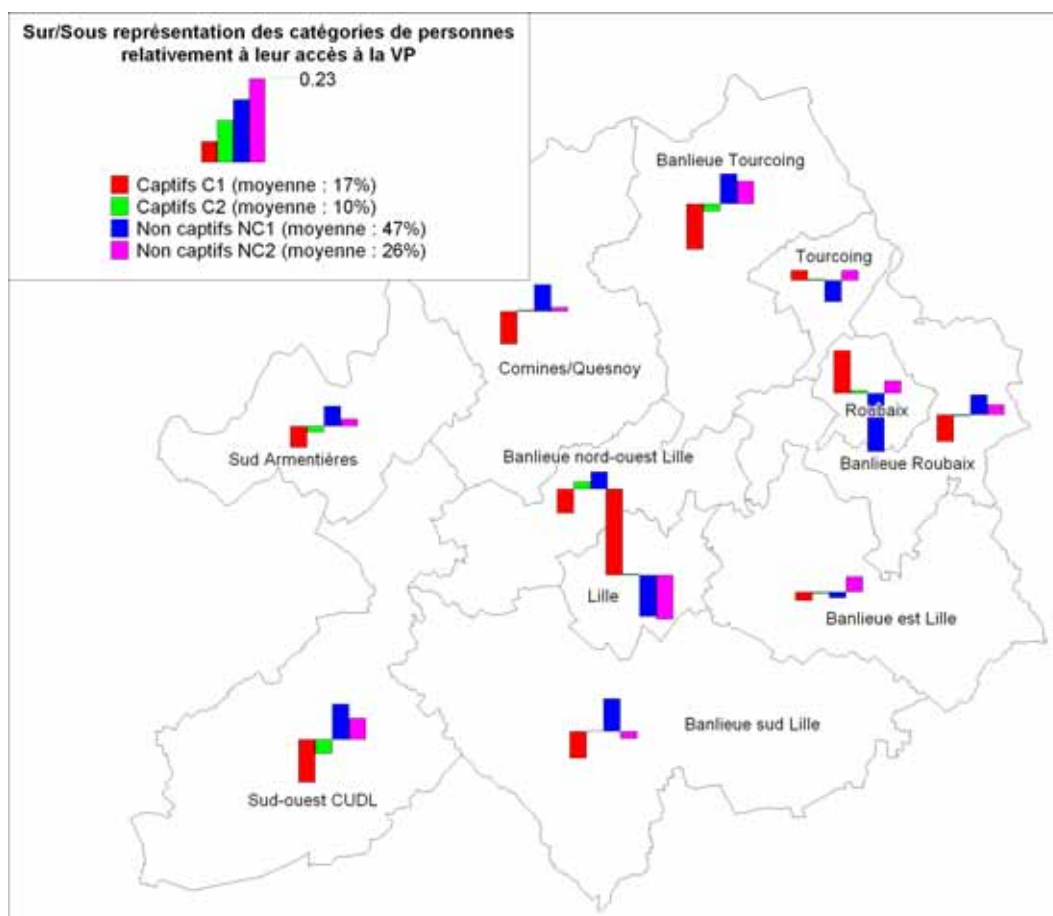 Sur/Sous représentation des catégories de personnes
relativement à leur accès à la VP
0.23
Captifs C1 (moyenne : 17%)
Captifs C2 (moyenne : 10%)
Non captifs NC1 (moyenne : 47%)
Non captifs NC2 (moyenne : 26%)
Banlieue Tourcoing
Tourcoing
Comines/Quesnoy
Roubaix
Sud Armentières
Banlieue nord-ouest Lille
Banlieue Roubaix
Lille
Banlieue est Lille
Banlieue sud Lille
Sud-ouest CUDL